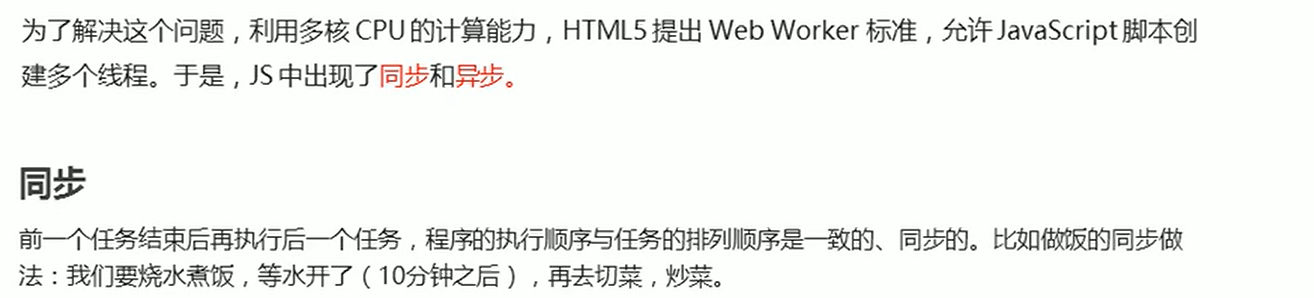 为了解决这个问题，利用多核 CPU 的计算能力，HTML5 提出 Web Worker 标准，允许 JavaScript 脚本创
建多个线程。于是，JS 中出现了同步和异步。
同步
前一个任务结束后再执行后一个任务，程序的执行顺序与任务的排列顺序是一致的、同步的。比如做饭的同步做
法：我们要烧水煮饭，等水开了（10分钟之后），再去切菜，炒菜。